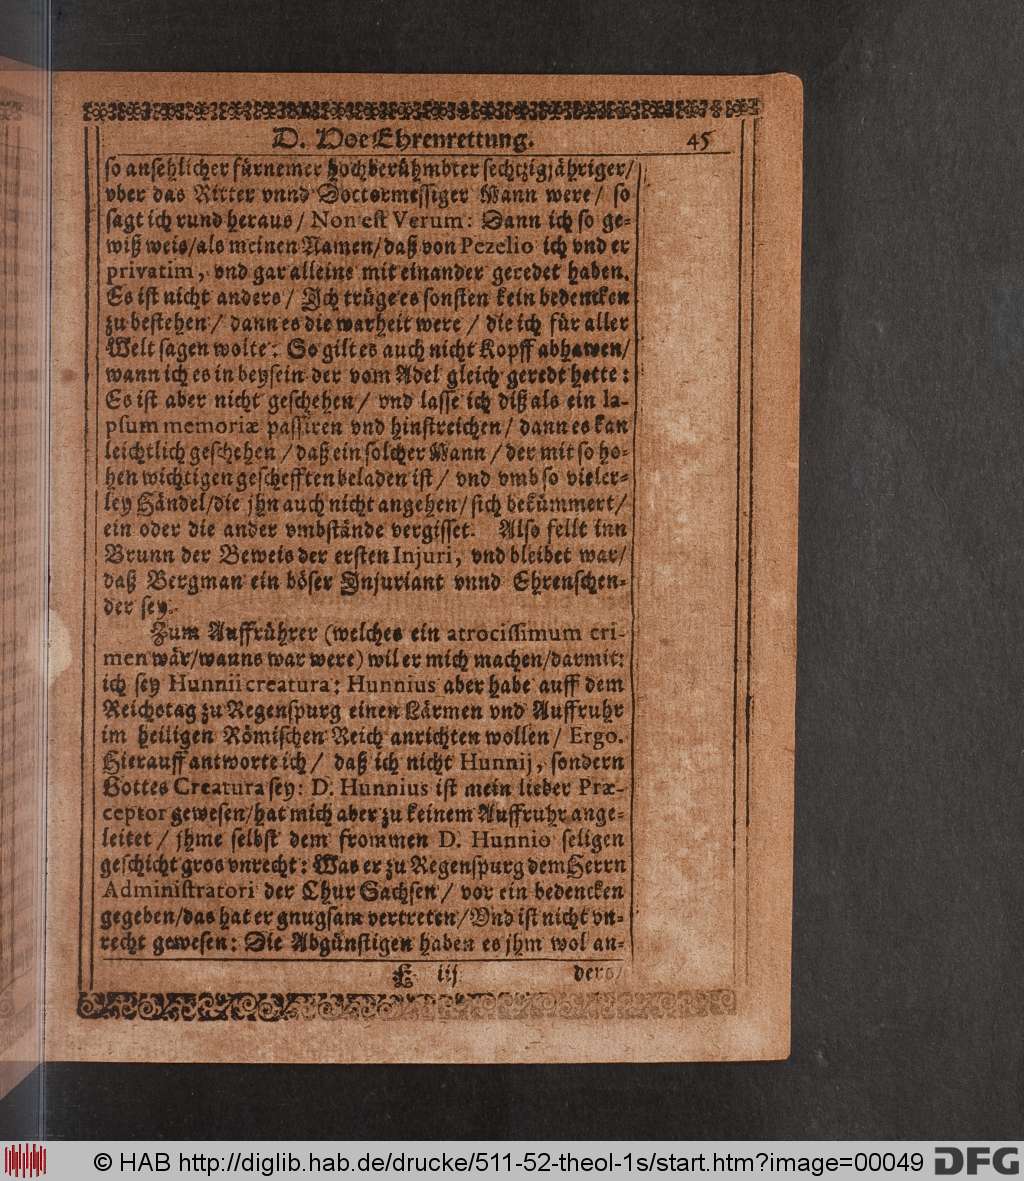 D. Hoe Ehrenrettung. 45
so ansehlicher fürnemer hochberühmbter sechtzigjähriger/
vber das Ritter vnnd Doctormessiger Mann were / so
sagt ich rund heraus / Non est Verum: Dann ich so ge-
wiß weis/als meinen Namen/daß von Pezelio ich vnd er
privatim, vnd gar alleine mit einander geredet haben.
Es ist nicht anders / Ich trüge es sonsten kein bedencken
zu bestehen / dann es die warheit were / die ich für aller
Welt sagen wolte: So gilt es auch nicht Kopff abhawen/
wann ich es in beysein der vom Adel gleich geredt hette:
Es ist aber nicht geschehen / vnd lasse ich diß als ein la-
psum memoriæ passiren vnd hinstreichen / dann es kan
leichtlich geschehen / daß ein solcher Mann / der mit so ho-
hen wichtigen geschefften beladen ist / vnd vmb so vieler-
ley Händel/die jhn auch nicht angehen/sich bekümmert/
ein oder die ander vmbstände vergisset. Also fellt inn
Brunn der Beweis der ersten Injuri, vnd bleibet war/
daß Bergman ein böser Injuriant vnnd Ehrenschen-
der sey.
Zum Auffrührer (welches ein atrocissimum cri-
men wär/wanns war were) wil er mich machen/darmit:
ich sey Hunnii creatura: Hunnius aber habe auff dem
Reichstag zu Regenspurg einen Lärmen vnd Auffruhr
im heiligen Römischen Reich anrichten wollen / Ergo.
Hierauff antworte ich / daß ich nicht Hunnij, sondern
Gottes Creatura sey: D. Hunnius ist mein lieber Præ-
ceptor gewesen/hat mich aber zu keinem Auffruhr ange-
leitet / jhme selbst dem frommen D. Hunnio seligen
geschicht gros vnrecht: Was er zu Regenspurg dem Herrn
Administratori der Chur Sachsen / vor ein bedencken
gegeben/das hat er gnugsam vertreten/Vnd ist nicht vn-
recht gewesen: Die Abgünstigen haben es jhm wol an-
iij ders/
© HAB http://diglib.hab.de/drucke/511-52-theol-1s/start.htm?image=00049 DFG